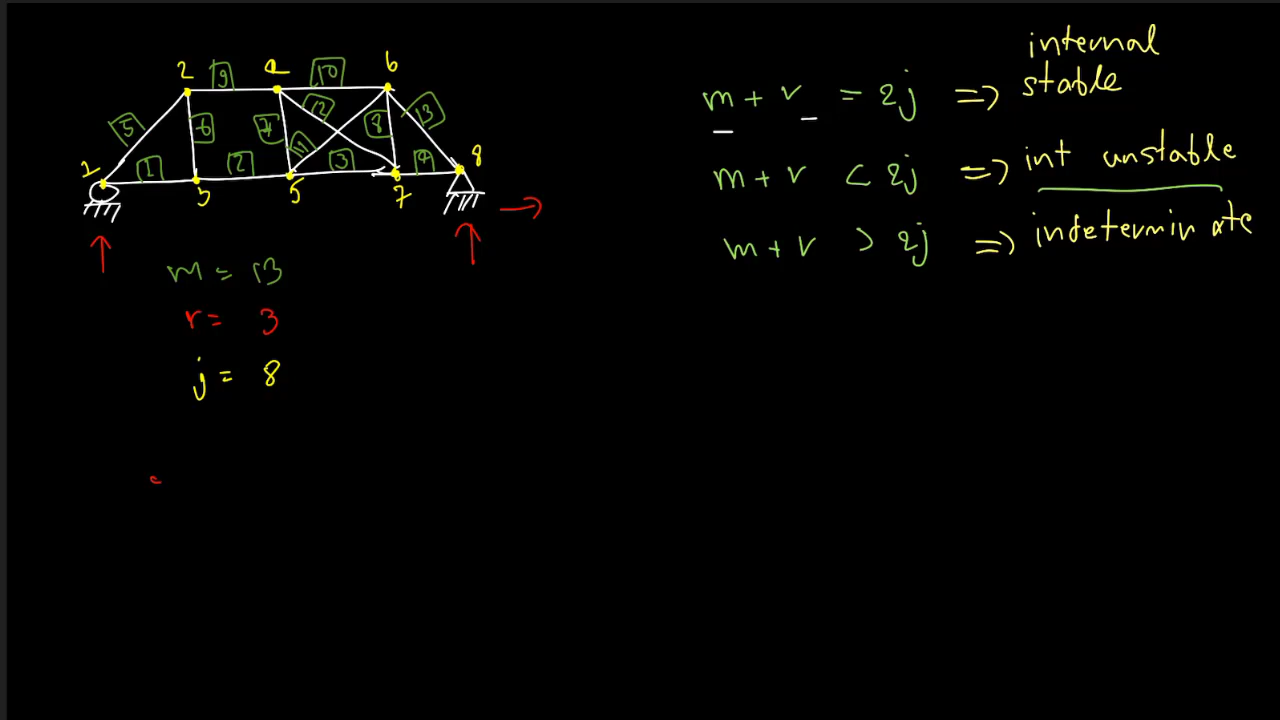 2 9 4 10 6
5 6 7 12 8 13
1 1 2 11 3 4 8
3 5 7
m = 13
r = 3
j = 8
m + r = 2j => internal
stable
m + r < 2j => int unstable
m + r > 2j => indeterminate